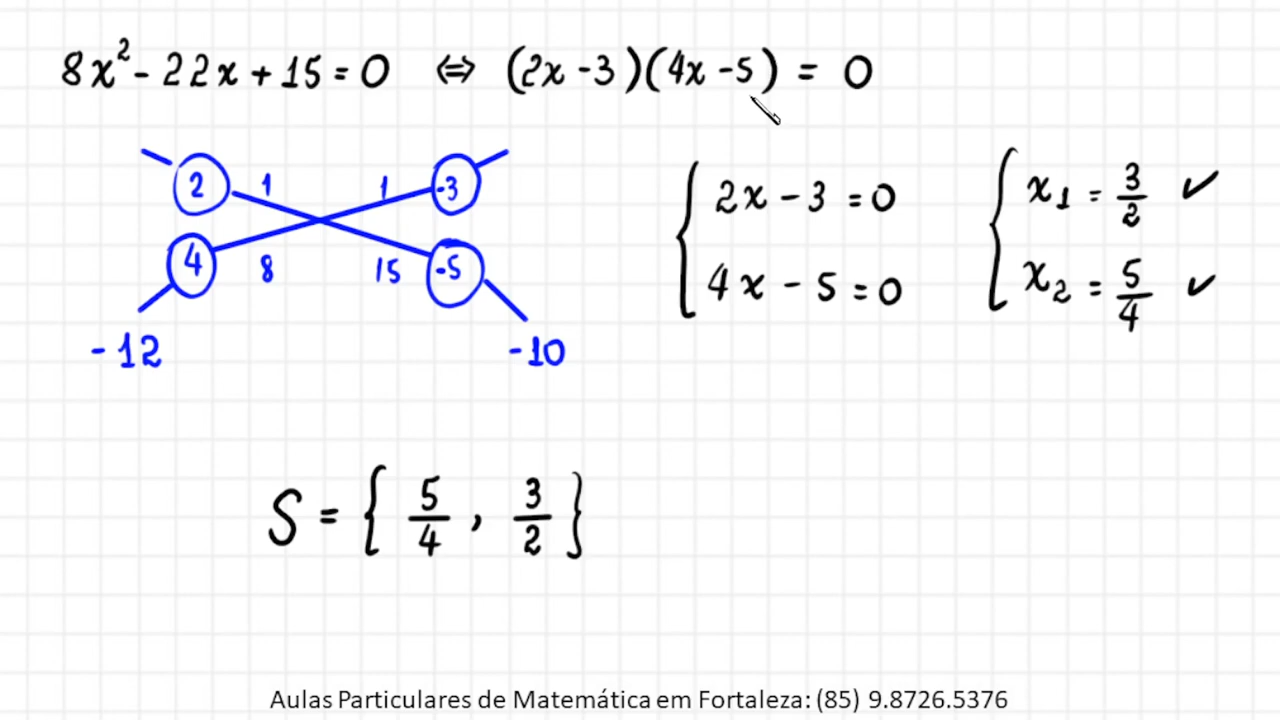 8x² - 22x + 15 = 0 ⇔ (2x - 3)(4x - 5) = 0
2 1 1 -3
4 8 15 -5
-12 -10
{ 2x - 3 = 0
4x - 5 = 0
{ x₁ = 3/2 ✓
x₂ = 5/4 ✓
S = { 5/4 , 3/2 }
Aulas Particulares de Matemática em Fortaleza: (85) 9.8726.5376